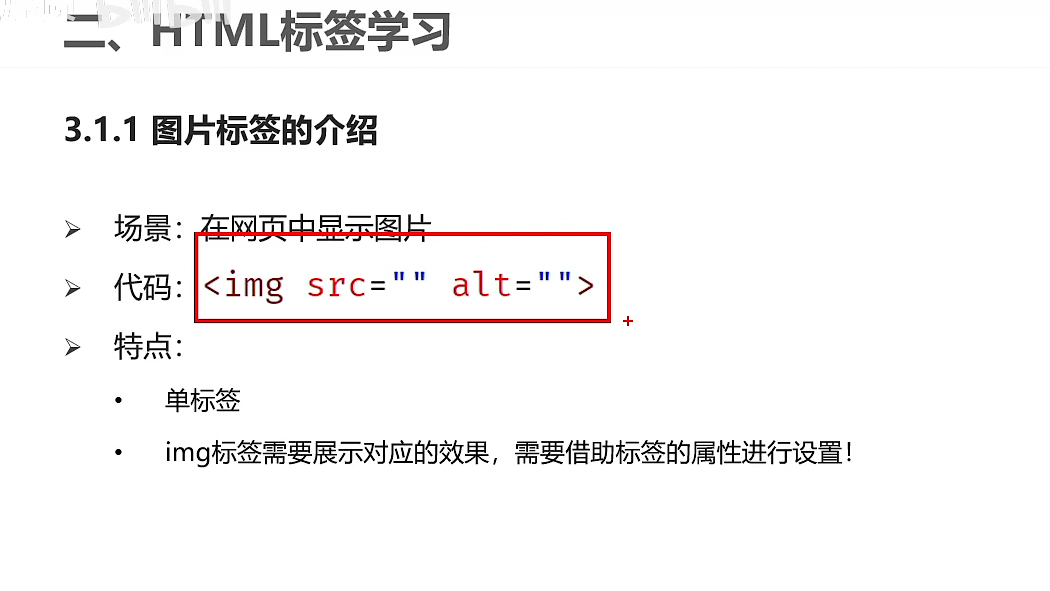 二、HTML标签学习
3.1.1 图片标签的介绍
➢ 场景：在网页中显示图片
➢ 代码：<img src="" alt="">
➢ 特点：
• 单标签
• img标签需要展示对应的效果，需要借助标签的属性进行设置！